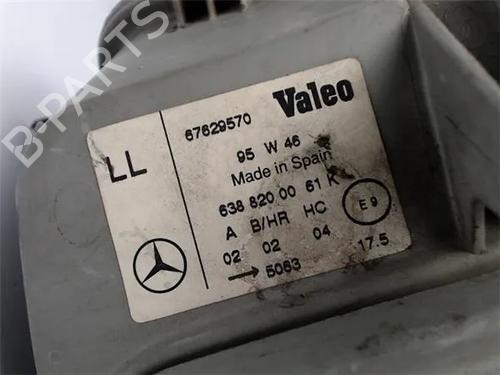 B-PARTS
67629570 Valeo
LL
95 W 46
Made in Spain
638 820 00 61 K
A B/HR HC
02 02 04
E 9
→ 5063
17.5